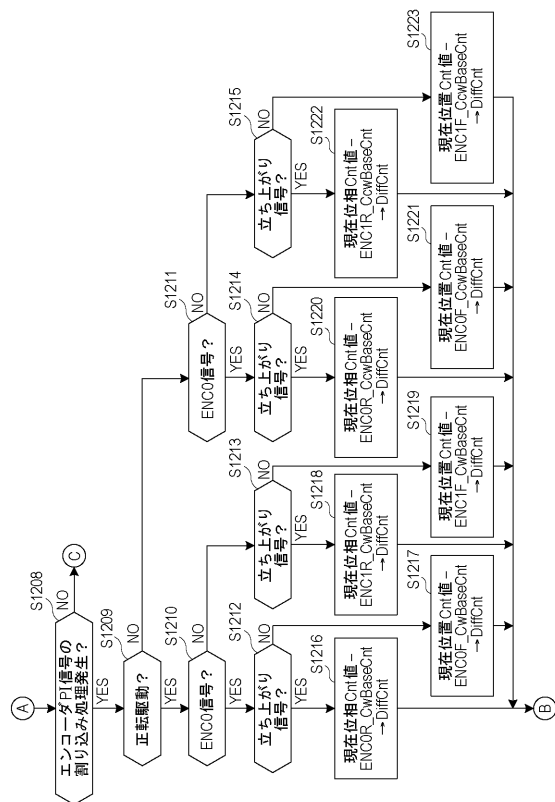 A
エンコーダPI信号の
割り込み処理発生？
S1208
NO
C
YES
正転駆動？
S1209
NO
YES
ENC0信号？
S1210
NO
YES
ENC0信号？
S1211
NO
YES
立ち上がり
信号？
S1212
NO
YES
立ち上がり
信号？
S1213
NO
YES
立ち上がり
信号？
S1214
NO
YES
立ち上がり
信号？
S1215
NO
YES
S1216
現在位相Cnt値－
ENC0R_CwBaseCnt
→DiffCnt
S1217
現在位置Cnt値－
ENC0F_CwBaseCnt
→DiffCnt
S1218
現在位相Cnt値－
ENC1R_CwBaseCnt
→DiffCnt
S1219
現在位置Cnt値－
ENC1F_CwBaseCnt
→DiffCnt
S1220
現在位相Cnt値－
ENC0R_CcwBaseCnt
→DiffCnt
S1221
現在位置Cnt値－
ENC0F_CcwBaseCnt
→DiffCnt
S1222
現在位相Cnt値－
ENC1R_CcwBaseCnt
→DiffCnt
S1223
現在位置Cnt値－
ENC1F_CcwBaseCnt
→DiffCnt
B